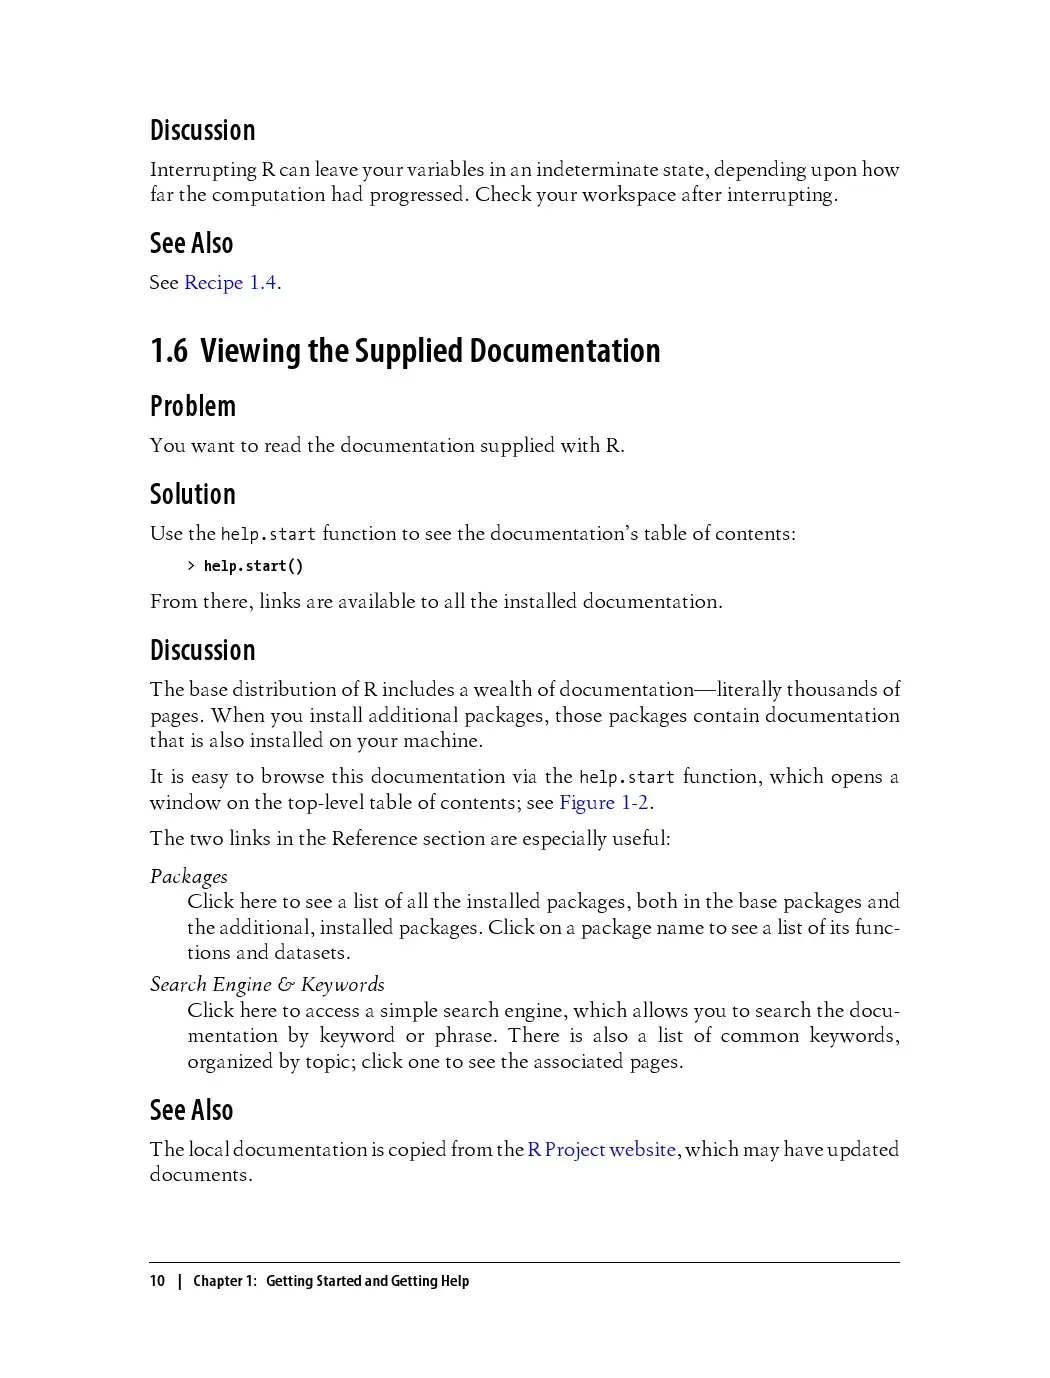 Discussion
Interrupting R can leave your variables in an indeterminate state, depending upon how
far the computation had progressed. Check your workspace after interrupting.
See Also
See Recipe 1.4.
1.6 Viewing the Supplied Documentation
Problem
You want to read the documentation supplied with R.
Solution
Use the help.start function to see the documentation’s table of contents:
> help.start()
From there, links are available to all the installed documentation.
Discussion
The base distribution of R includes a wealth of documentation—literally thousands of
pages. When you install additional packages, those packages contain documentation
that is also installed on your machine.
It is easy to browse this documentation via the help.start function, which opens a
window on the top-level table of contents; see Figure 1-2.
The two links in the Reference section are especially useful:
Packages
Click here to see a list of all the installed packages, both in the base packages and
the additional, installed packages. Click on a package name to see a list of its func-
tions and datasets.
Search Engine & Keywords
Click here to access a simple search engine, which allows you to search the docu-
mentation by keyword or phrase. There is also a list of common keywords,
organized by topic; click one to see the associated pages.
See Also
The local documentation is copied from the R Project website, which may have updated
documents.
10 | Chapter 1: Getting Started and Getting Help